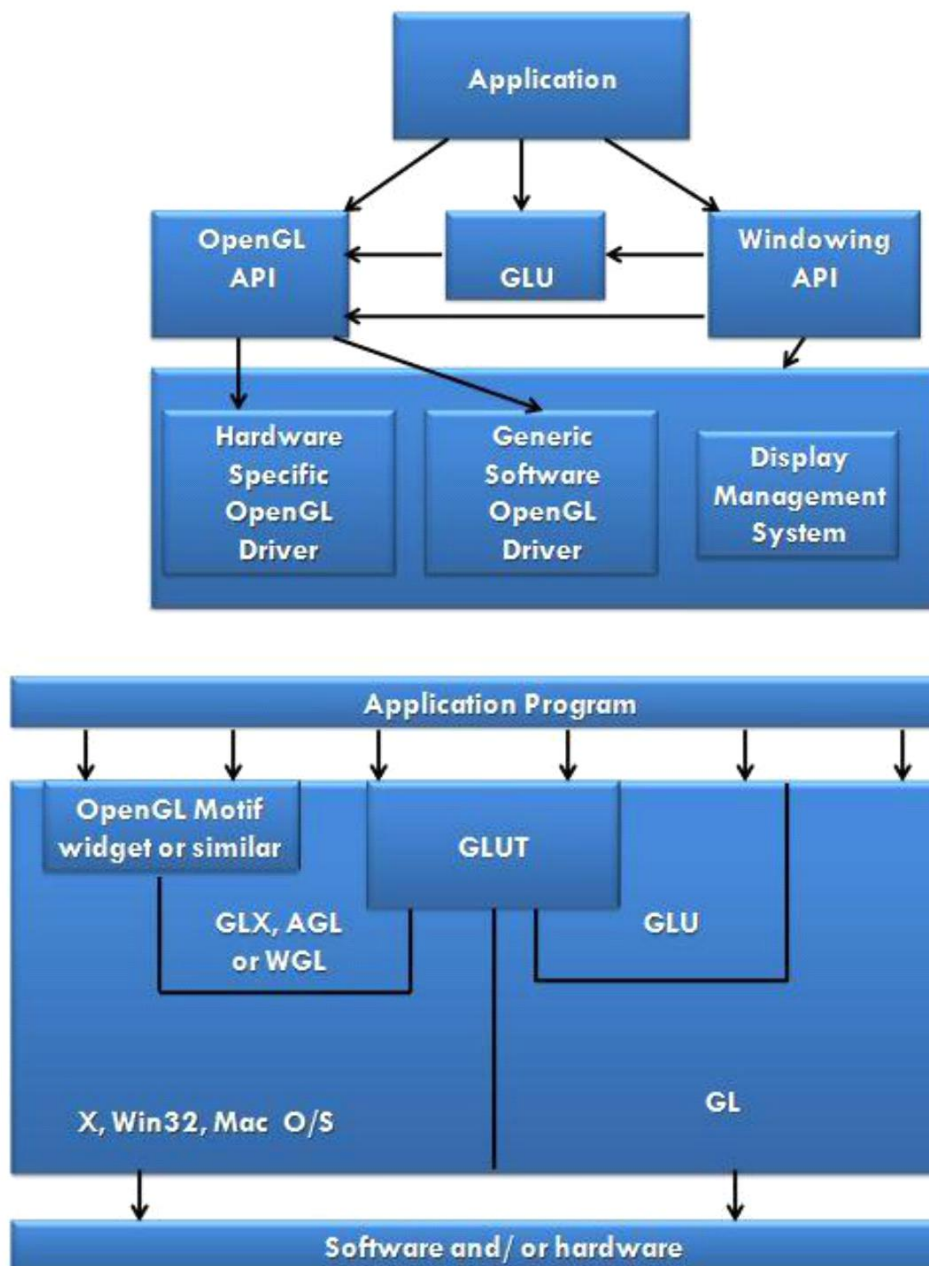 Application
OpenGL
API
GLU
Windowing
API
Hardware
Specific
OpenGL
Driver
Generic
Software
OpenGL
Driver
Display
Management
System
Application Program
OpenGL Motif
widget or similar
GLUT
GLX, AGL
or WGL
GLU
X, Win32, Mac O/S
GL
Software and/ or hardware